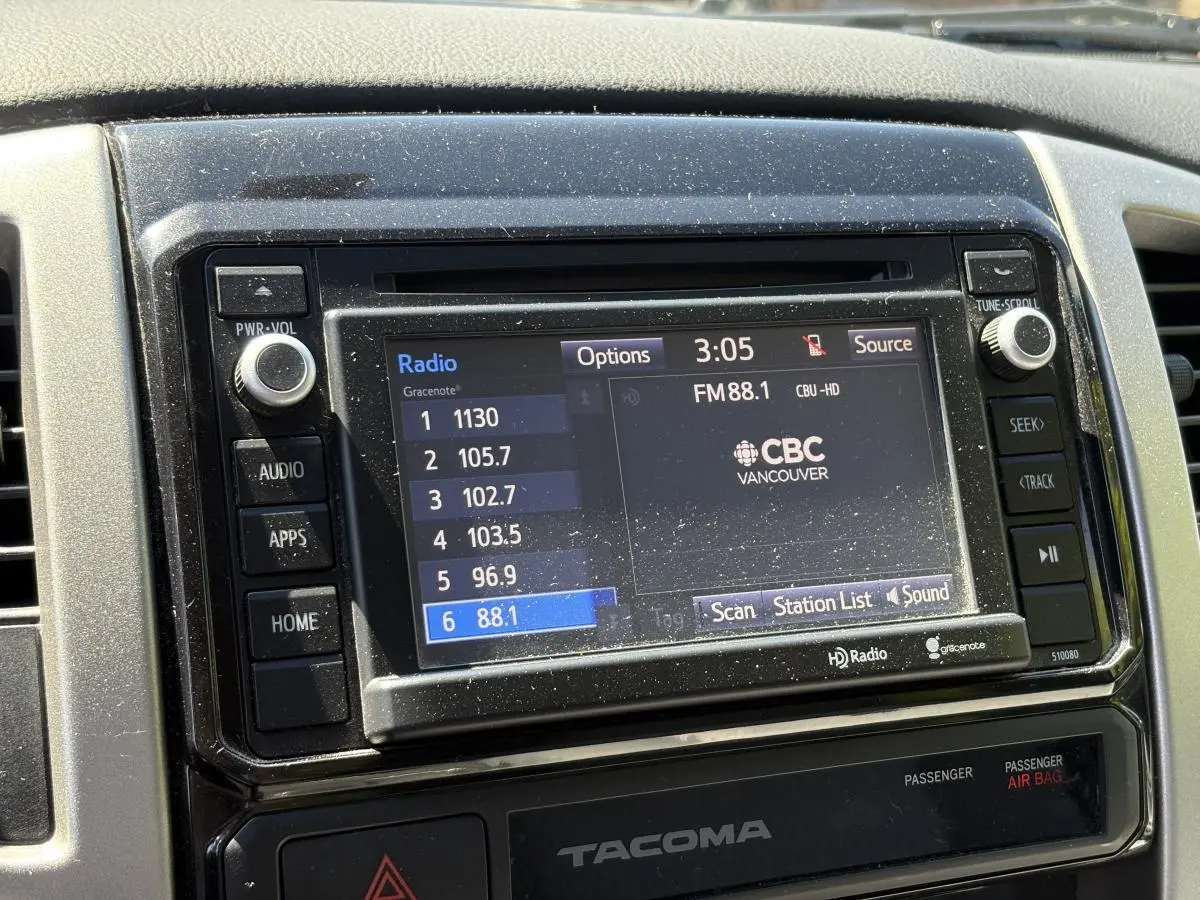 PWR•VOL
AUDIO
APPS
HOME
Radio
Gracenote®
1 1130
2 105.7
3 102.7
4 103.5
5 96.9
6 88.1
Options
3:05
Source
FM 88.1 CBU-HD
CBC
VANCOUVER
Tag
Scan
Station List
Sound
HD Radio
gracenote
TUNE•SCROLL
SEEK>
<TRACK
510080
PASSENGER
PASSENGER
AIR BAG
TACOMA